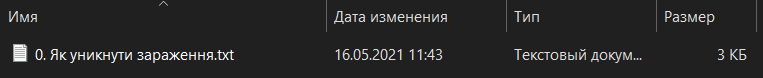 Имя Дата изменения Тип Размер
0. Як уникнути зараження.txt 16.05.2021 11:43 Текстовый докум... 3 КБ